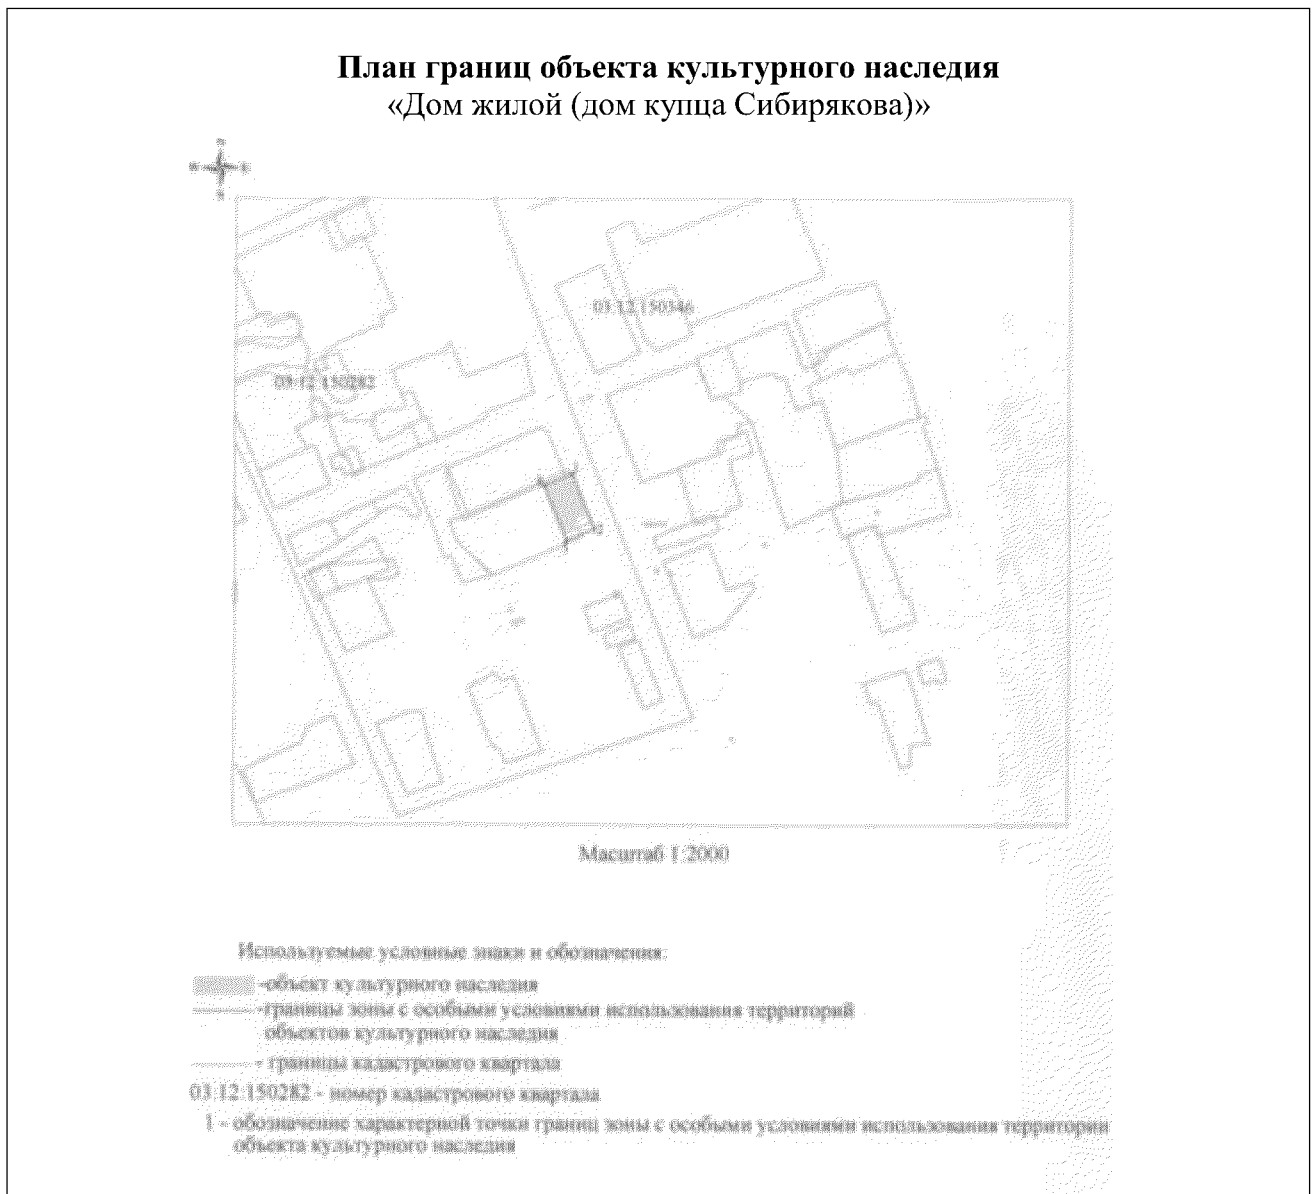 План границ объекта культурного наследия
«Дом жилой (дом купца Сибирякова)»
03:12:150346
03:12:150282
2
Масштаб 1:2000
Используемые условные знаки и обозначения:
-объект культурного наследия
-границы зоны с особыми условиями использования территорий
объектов культурного наследия
- границы кадастрового квартала
03:12:150282 - номер кадастрового квартала
1 - обозначение характерной точки границ зоны с особыми условиями использования территории
объекта культурного наследия